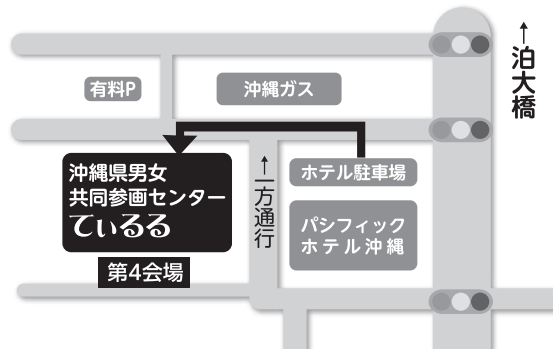 ↑泊大橋
有料P
沖縄ガス
沖縄県男女
共同参画センター
てぃるる
第4会場
↑一方通行
ホテル駐車場
パシフィック
ホテル沖縄